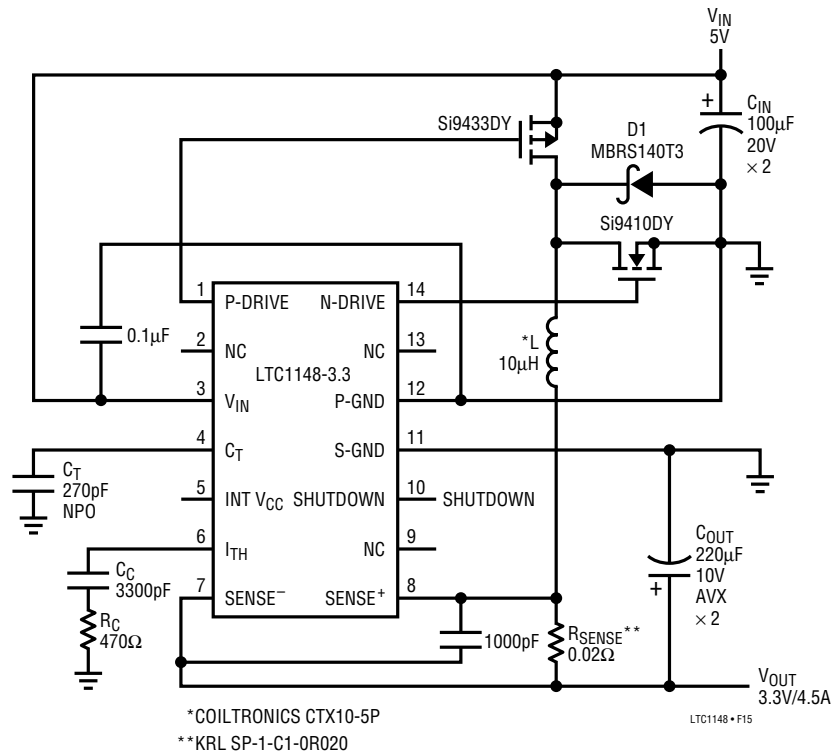 VIN
5V
Si9433DY
D1
MBRS140T3
+
CIN
100µF
20V
× 2
Si9410DY
1
P-DRIVE
N-DRIVE
14
0.1µF
2
NC
NC
13
*L
10µH
LTC1148-3.3
3
VIN
P-GND
12
4
CT
S-GND
11
CT
270pF
NPO
5
INT VCC
SHUTDOWN
10
SHUTDOWN
6
ITH
NC
9
COUT
220µF
10V
AVX
× 2
+
CC
3300pF
7
SENSE−
SENSE+
8
RC
470Ω
1000pF
RSENSE**
0.02Ω
VOUT
3.3V/4.5A
*COILTRONICS CTX10-5P
**KRL SP-1-C1-0R020
LTC1148 • F15